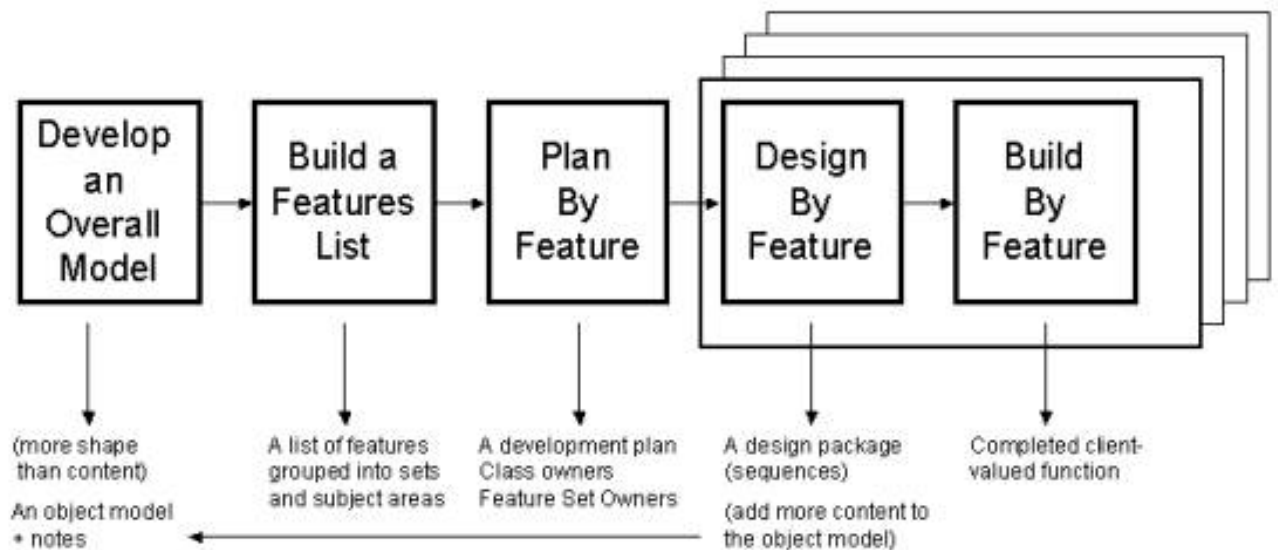 Develop
an
Overall
Model
Build a
Features
List
Plan
By
Feature
Design
By
Feature
Build
By
Feature
(more shape
than content)
An object model
+ notes
A list of features
grouped into sets
and subject areas
A development plan
Class owners
Feature Set Owners
A design package
(sequences)
(add more content to
the object model)
Completed client-
valued function